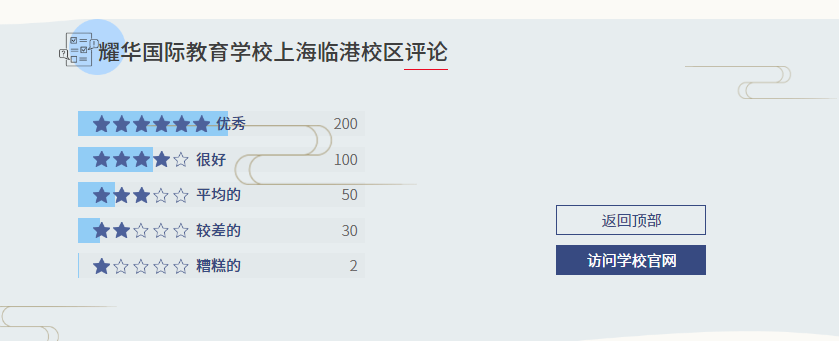 耀华国际教育学校上海临港校区评论
优秀 200
很好 100
平均的 50
较差的 30
糟糕的 2
返回顶部
访问学校官网